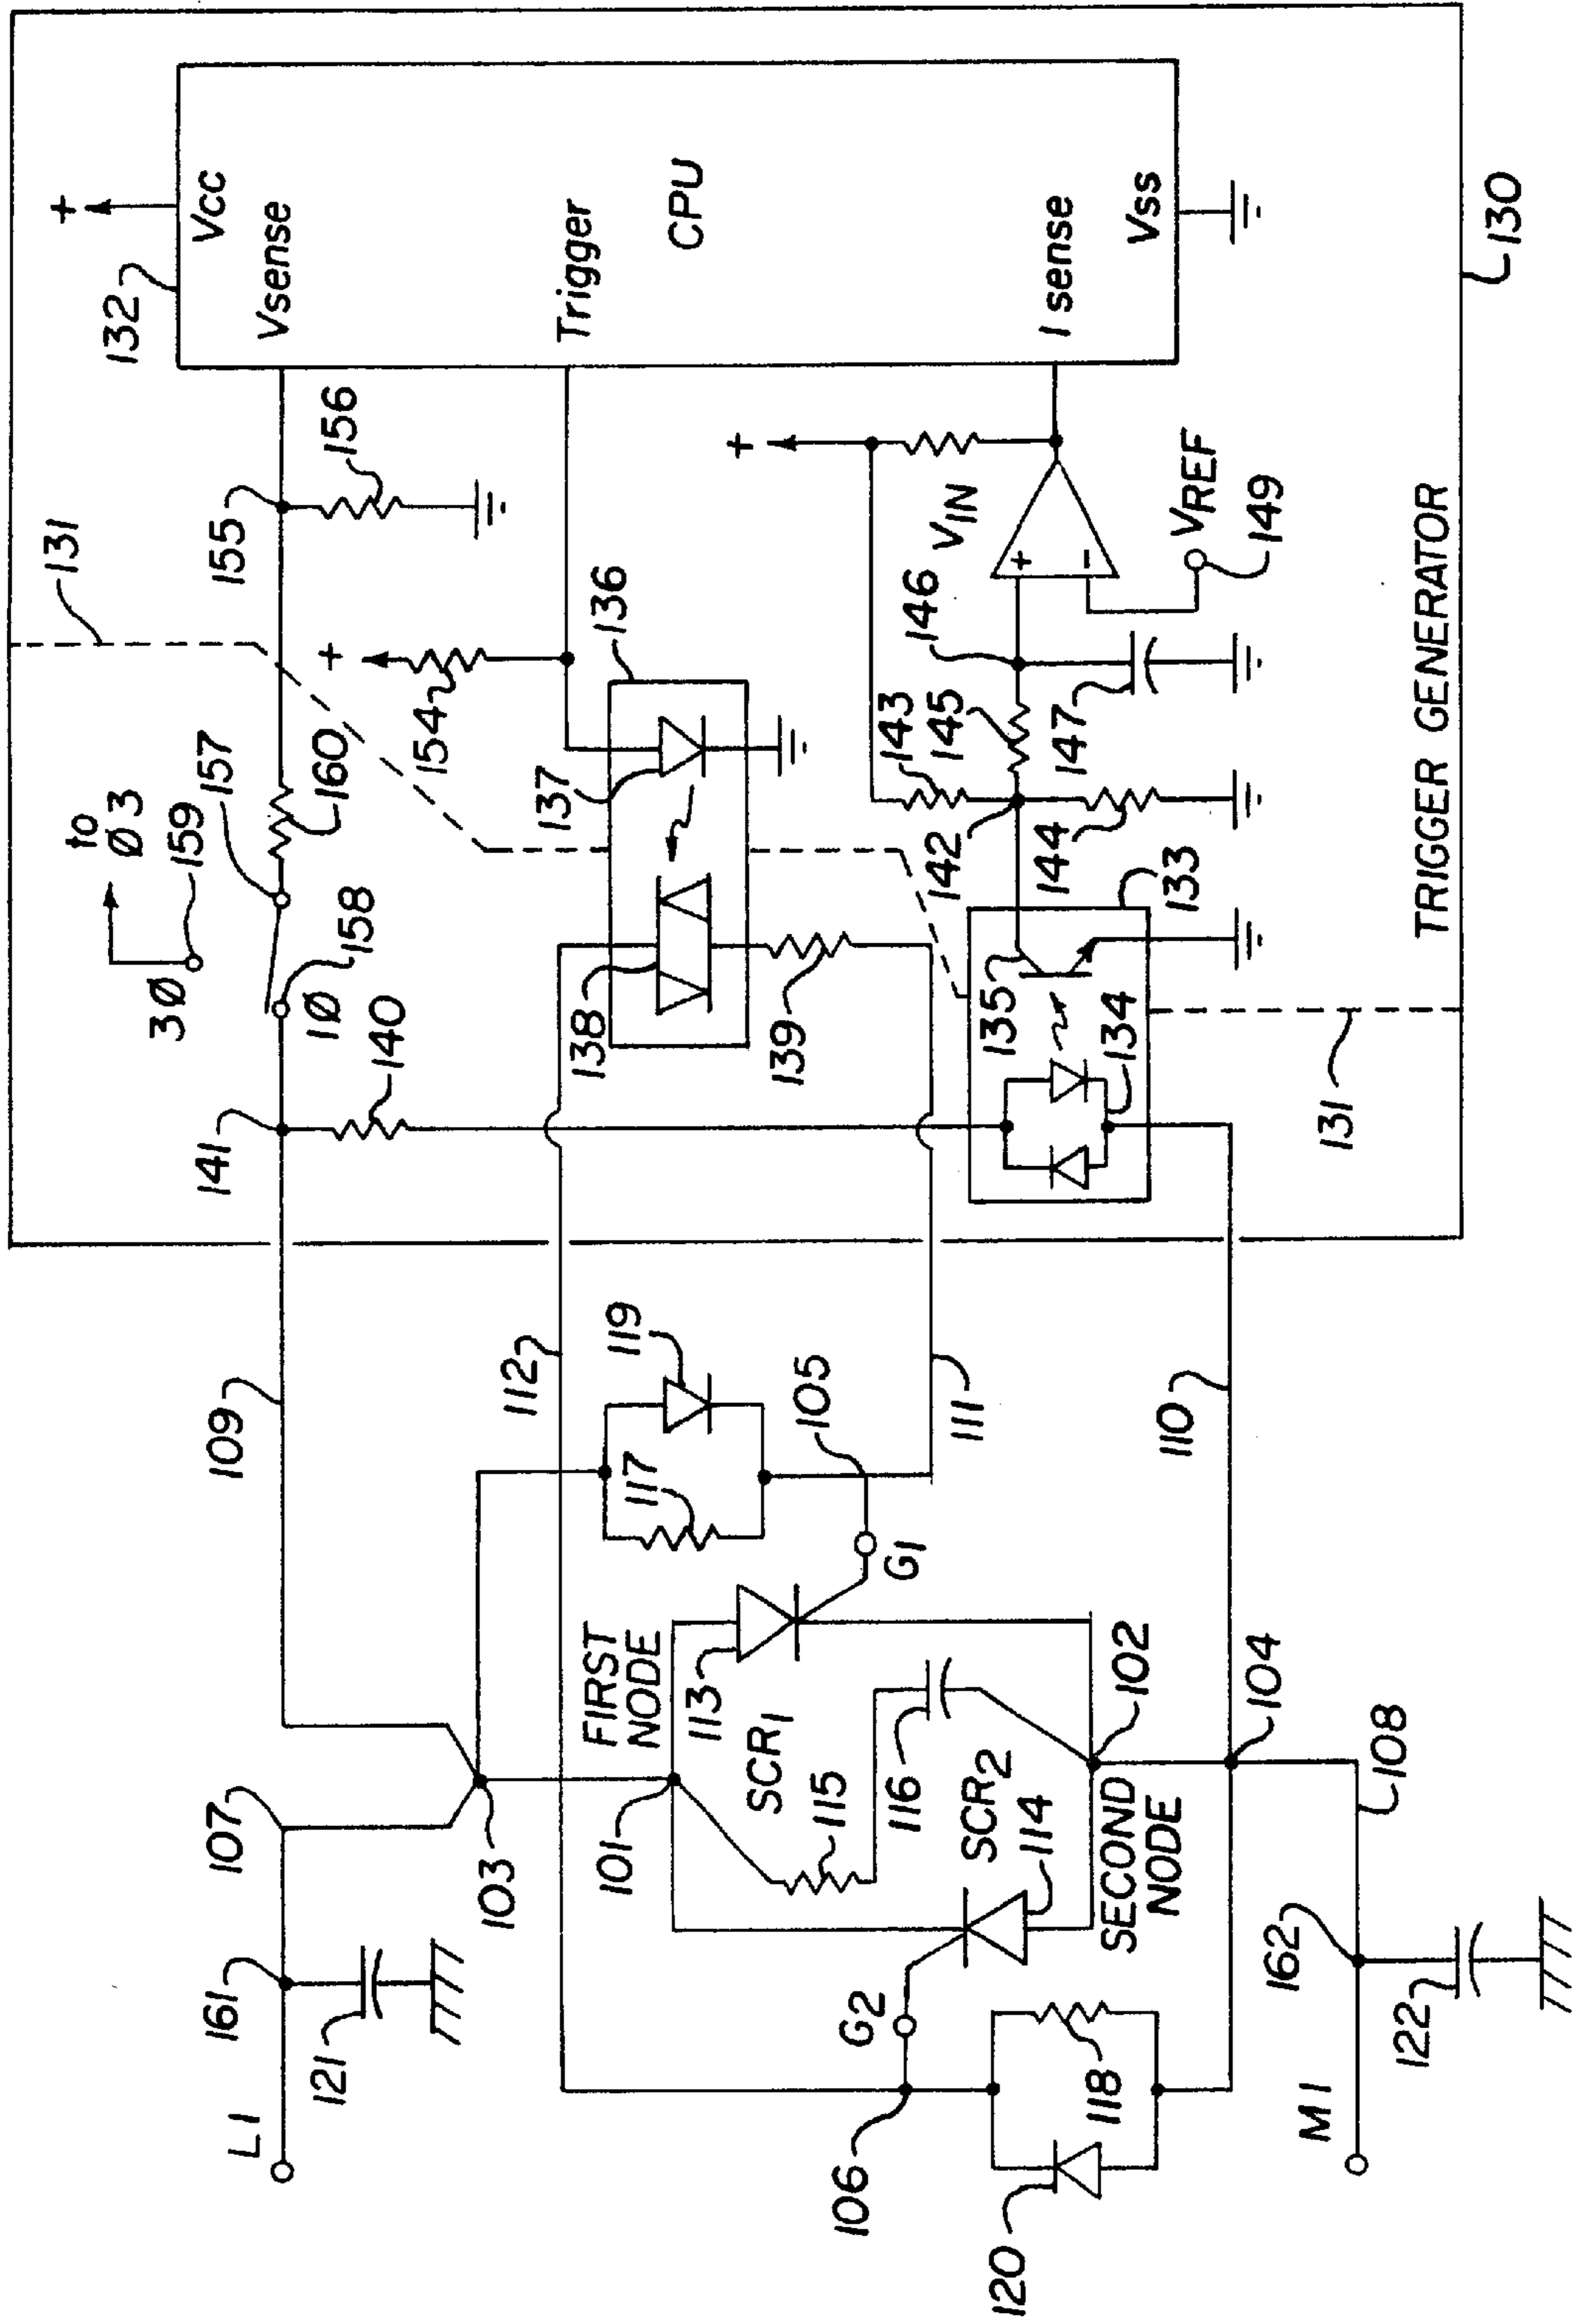 L1
161
121
107
103
109
141
140
1Ø
158
3Ø
159
to
Ø3
157
160
131
155
156
132
+
Vcc
Vsense
Trigger
CPU
Isense
Vss
+
154
136
137
138
139
112
119
117
105
111
G1
FIRST
NODE
113
SCR1
101
115
116
SCR2
114
SECOND
NODE
102
104
110
108
G2
106
118
120
M1
162
122
+
VIN
+
-
VREF
149
146
143
145
147
142
144
133
135
134
131
TRIGGER GENERATOR
130